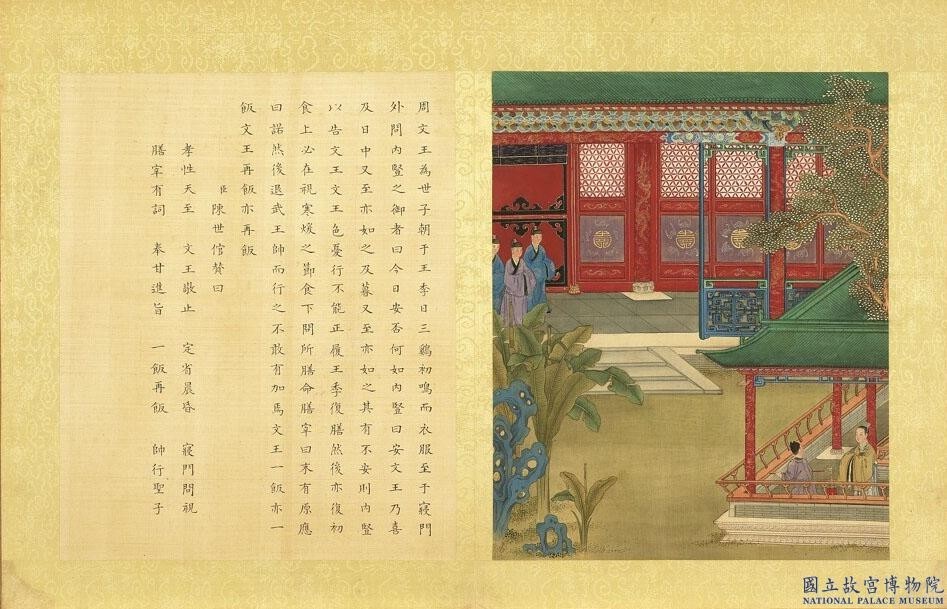 周文王為世子朝于王季日三鷄初鳴而衣服至于寢門
外問內豎之御者曰今日安否何如內豎曰安文王乃喜
及日中又至亦如之及暮又至亦如之其有不安則內豎
以告文王文王色憂行不能正履王季復膳然後亦復初
食上必在視寒煖之節食下問所膳命膳宰曰末有原應
曰諾然後退武王帥而行之不敢有加焉文王一飯亦一
飯文王再飯亦再飯
臣陳世倌贊曰
孝性天至 文王敬止 定省晨昏 寢門問視
膳宰有詞 奉甘進旨 一飯再飯 帥行聖子
國立故宮博物院
NATIONAL PALACE MUSEUM